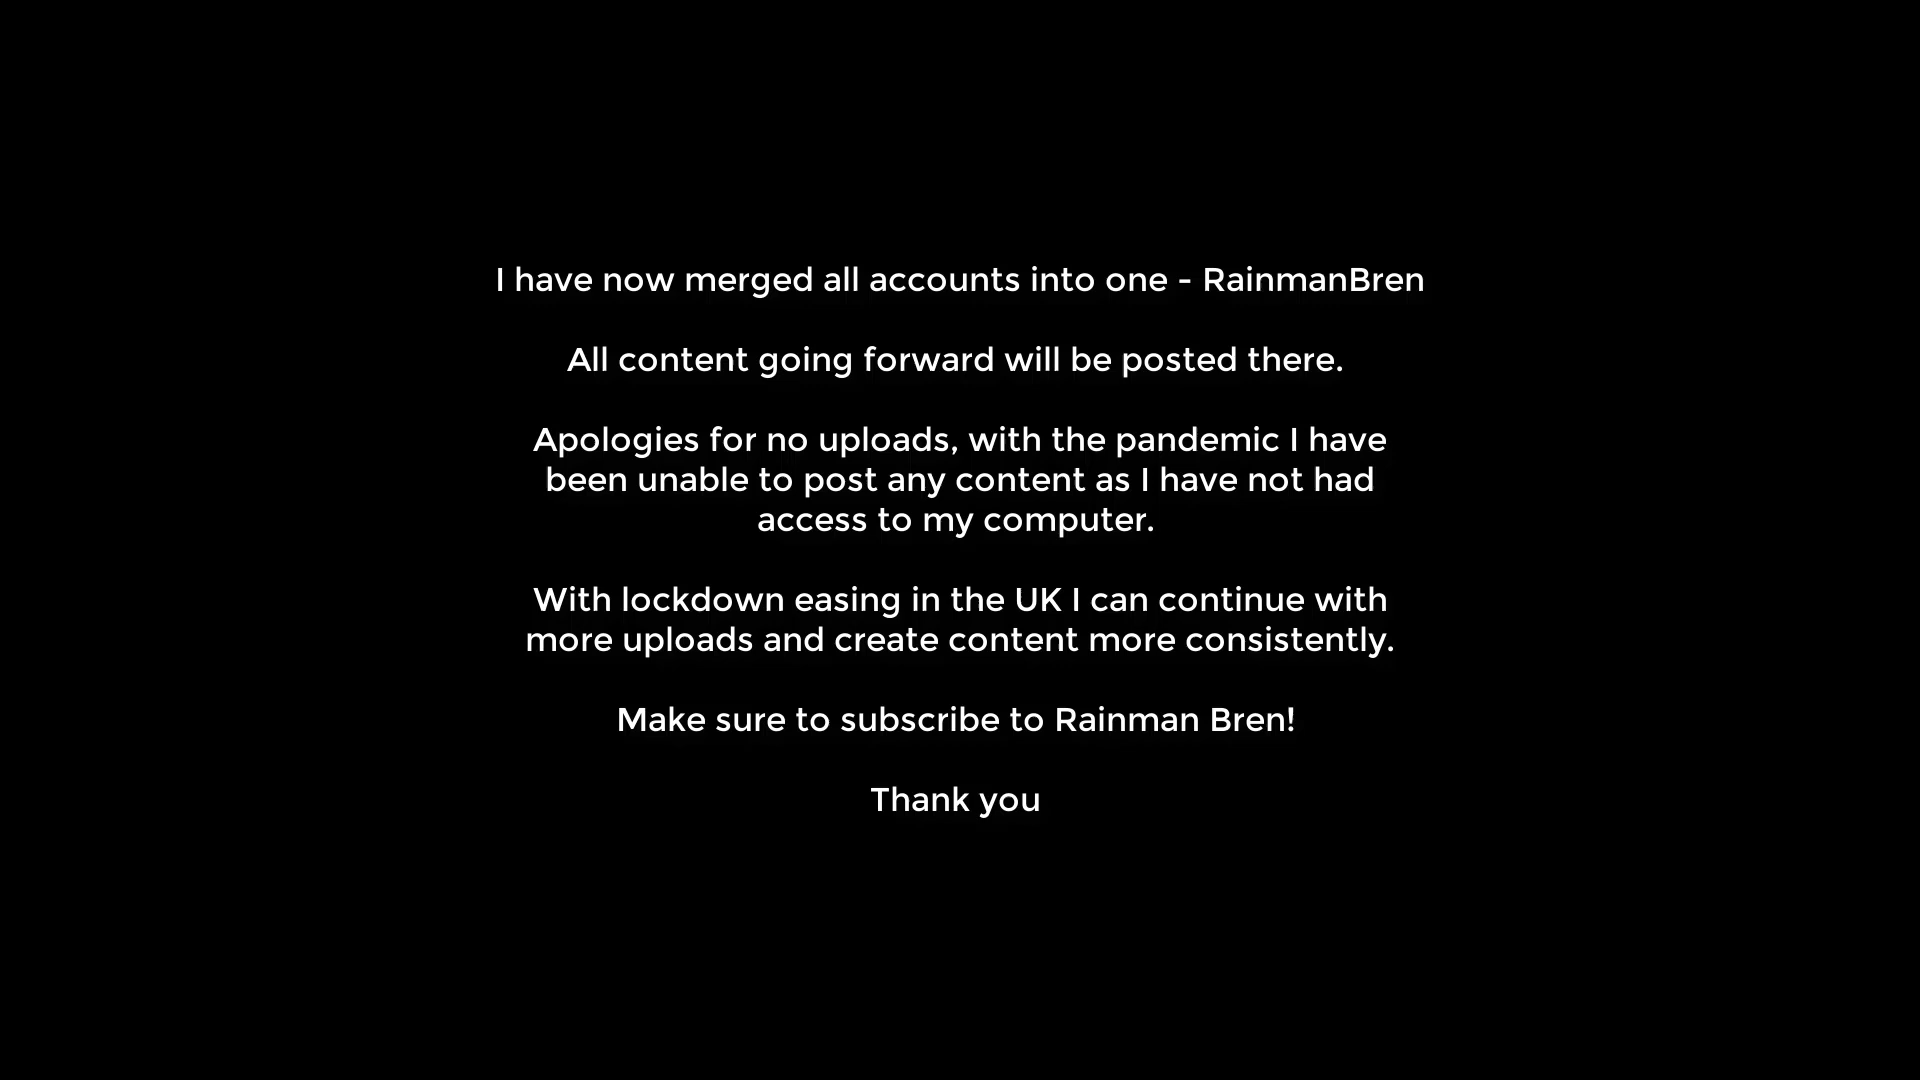 I have now merged all accounts into one - RainmanBren
All content going forward will be posted there.
Apologies for no uploads, with the pandemic I have
been unable to post any content as I have not had
access to my computer.
With lockdown easing in the UK I can continue with
more uploads and create content more consistently.
Make sure to subscribe to Rainman Bren!
Thank you